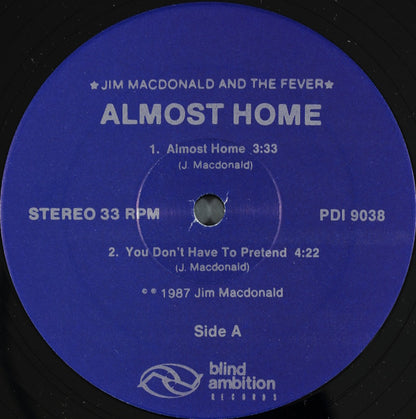 ★JIM MACDONALD AND THE FEVER★
ALMOST HOME
1. Almost Home 3:33
(J. Macdonald)
STEREO 33 RPM
PDI 9038
2. You Don't Have To Pretend 4:22
(J. Macdonald)
© ℗ 1987 Jim Macdonald
Side A
blind
ambition
RECORDS